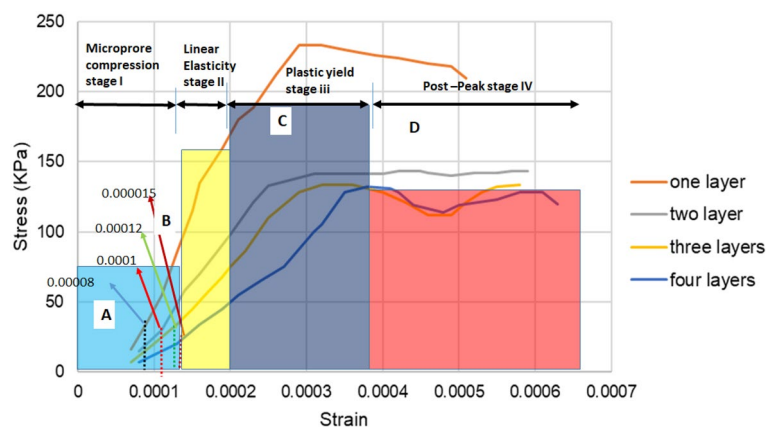 250
200
150
100
50
0
Stress (KPa)
Microprore
compression
stage I
Linear
Elasticity
stage II
Plastic yield
stage iii
Post –Peak stage IV
C
D
0.000015
B
0.00012
0.0001
0.00008
A
0
0.0001
0.0002
0.0003
0.0004
0.0005
0.0006
0.0007
Strain
one layer
two layer
three layers
four layers